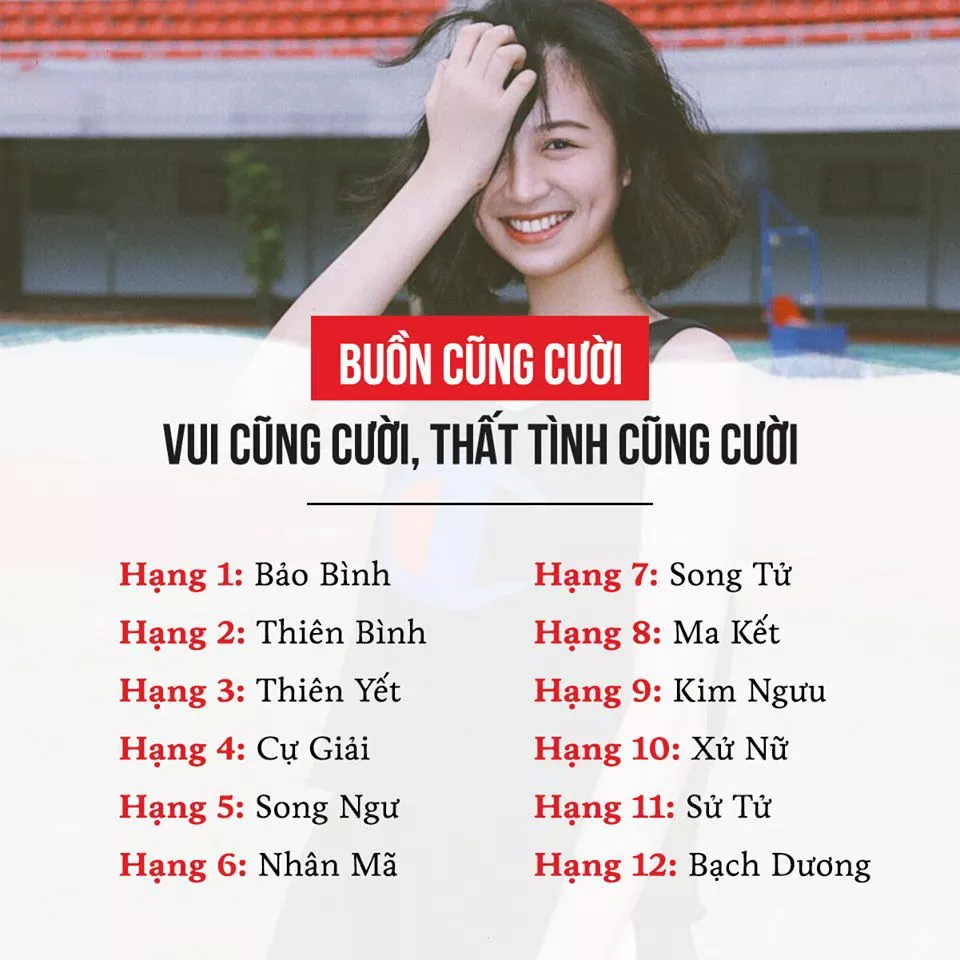 BUỒN CŨNG CƯỜI
VUI CŨNG CƯỜI, THẤT TÌNH CŨNG CƯỜI
Hạng 1: Bảo Bình
Hạng 2: Thiên Bình
Hạng 3: Thiên Yết
Hạng 4: Cự Giải
Hạng 5: Song Ngư
Hạng 6: Nhân Mã
Hạng 7: Song Tử
Hạng 8: Ma Kết
Hạng 9: Kim Ngưu
Hạng 10: Xử Nữ
Hạng 11: Sử Tử
Hạng 12: Bạch Dương